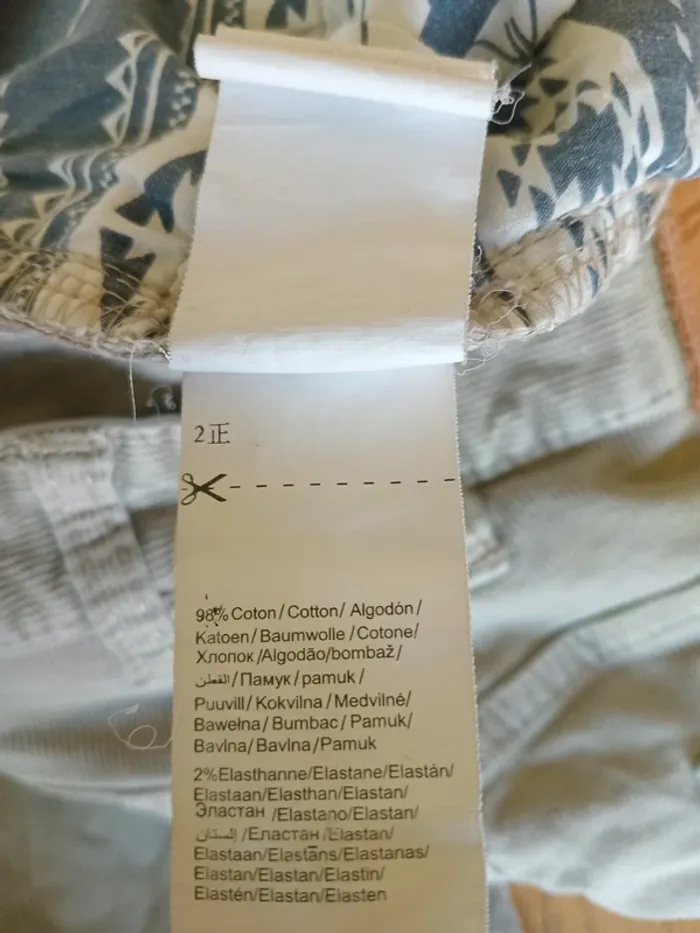 2正
98% Coton/Cotton/ Algodón/
Katoen/Baumwolle/Cotone/
Хлопок/Algodão/bombaž/
القطن/Памук/pamuk/
Puuvill/Kokvilna/Medvilnė/
Bawełna/Bumbac/Pamuk/
Bavlna/Bavlna/Pamuk
2%Elasthanne/Elastane/Elastán/
Elastaan/Elasthan/Elastan/
Эластан /Elastano/Elastan/
إلستان /Еластан/Elastan/
Elastaan/Elastāns/Elastanas/
Elastan/Elastan/Elastin/
Elastén/Elastan/Elasten